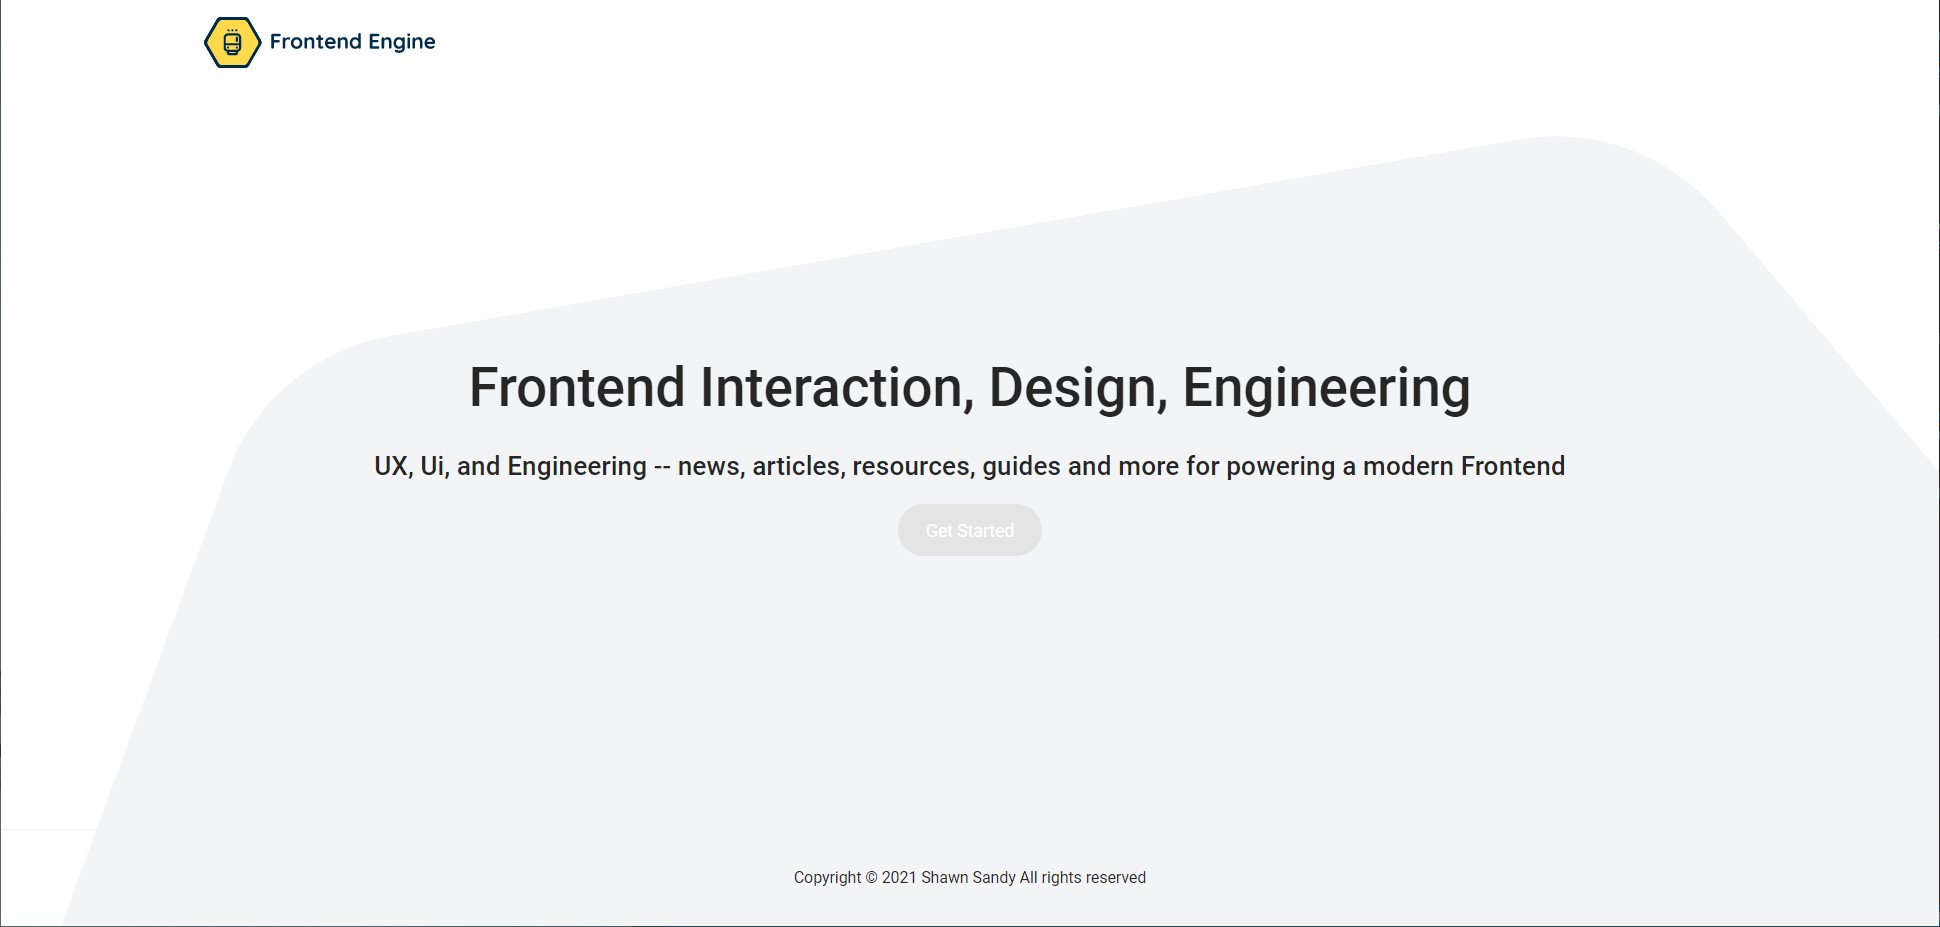 Frontend Engine
Frontend Interaction, Design, Engineering
UX, Ui, and Engineering -- news, articles, resources, guides and more for powering a modern Frontend
Get Started
Copyright © 2021 Shawn Sandy All rights reserved